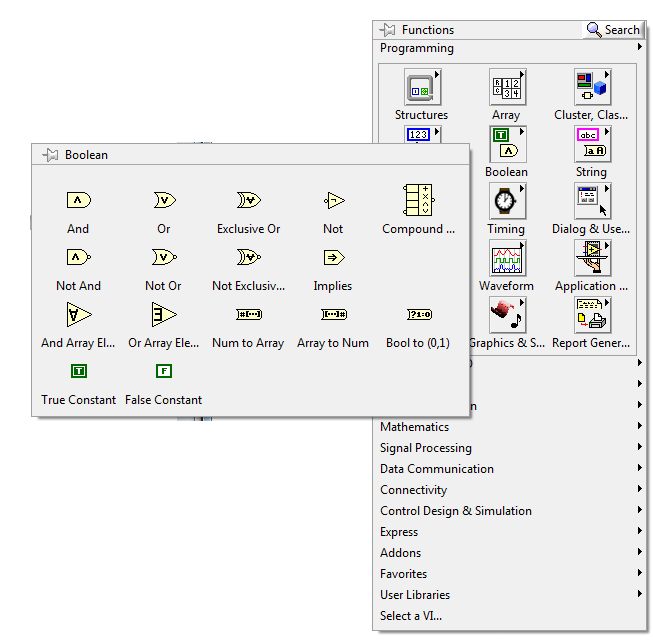 Functions
Search
Programming
Structures
Array
Cluster, Clas...
123
Boolean
String
Timing
Dialog & Use...
Waveform
Application ...
Graphics & S...
Report Gener...
Boolean
And
Or
Exclusive Or
Not
Compound ...
Not And
Not Or
Not Exclusiv...
Implies
And Array El...
Or Array Ele...
Num to Array
Array to Num
Bool to (0,1)
T
F
True Constant
False Constant
Mathematics
Signal Processing
Data Communication
Connectivity
Control Design & Simulation
Express
Addons
Favorites
User Libraries
Select a VI...